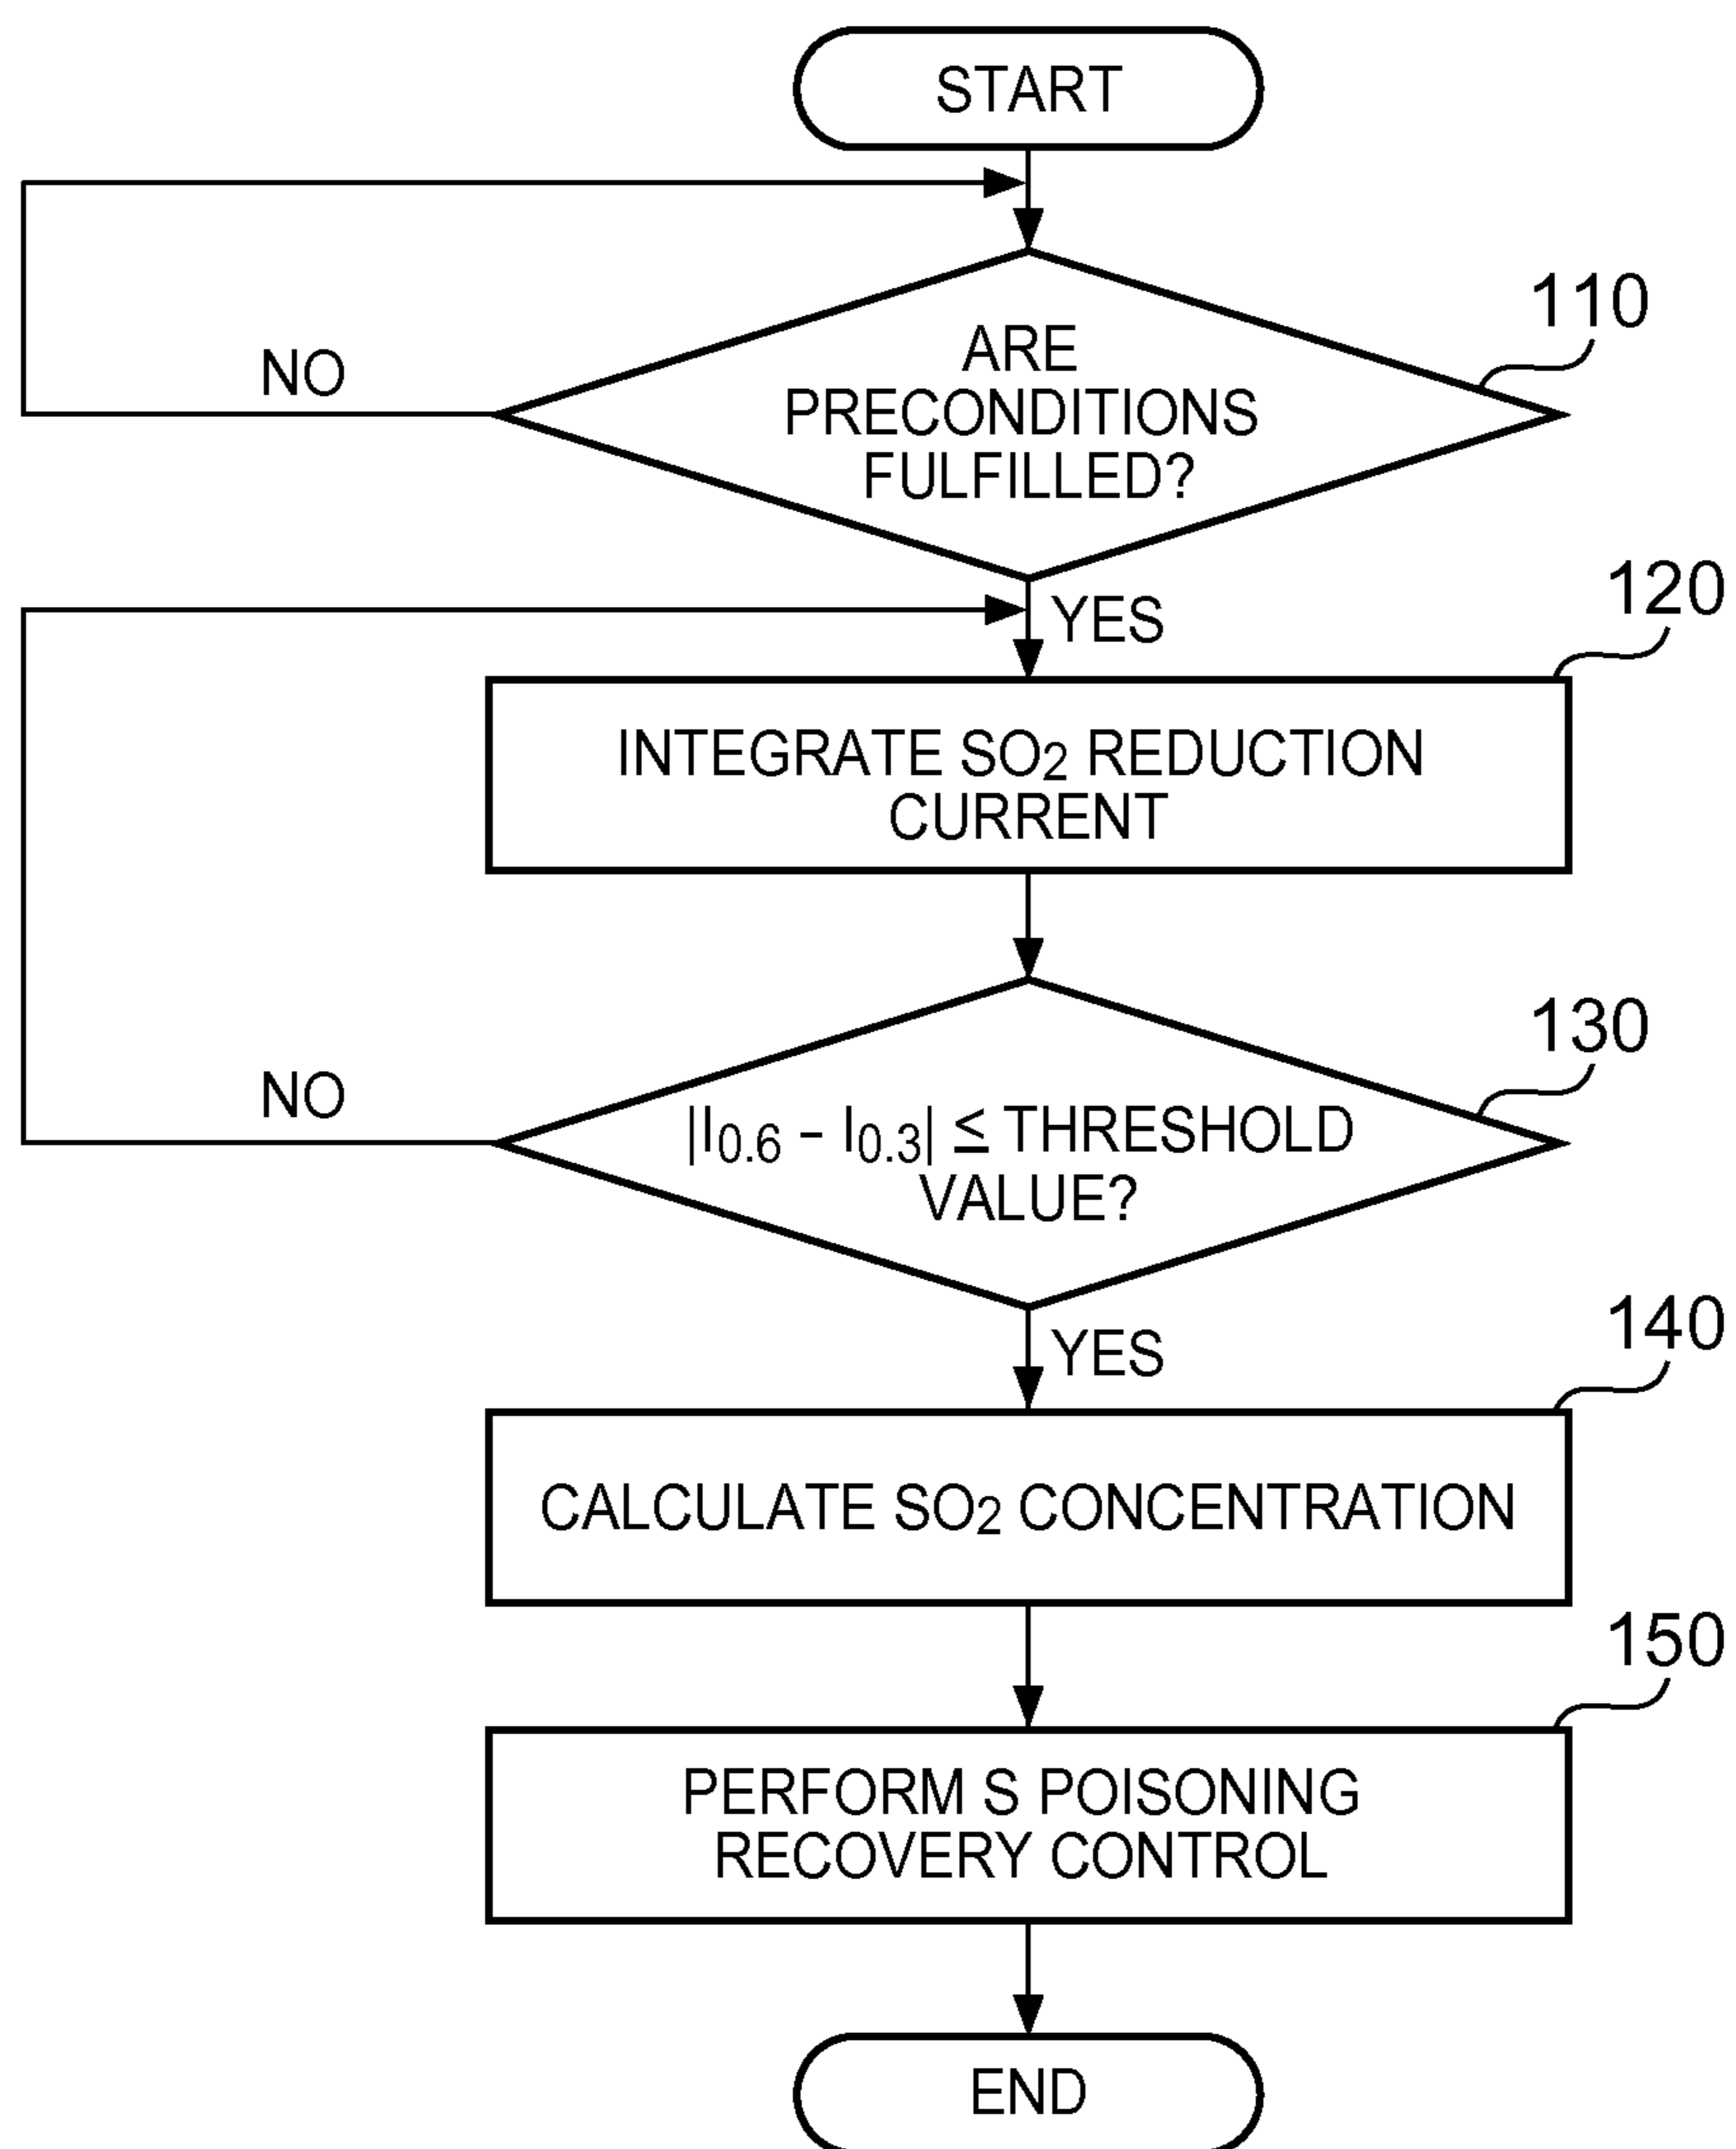 START
110
ARE
PRECONDITIONS
FULFILLED?
NO
120
YES
INTEGRATE SO2 REDUCTION
CURRENT
130
NO
|I0.6 - I0.3| ≤ THRESHOLD
VALUE?
140
YES
CALCULATE SO2 CONCENTRATION
150
PERFORM S POISONING
RECOVERY CONTROL
END